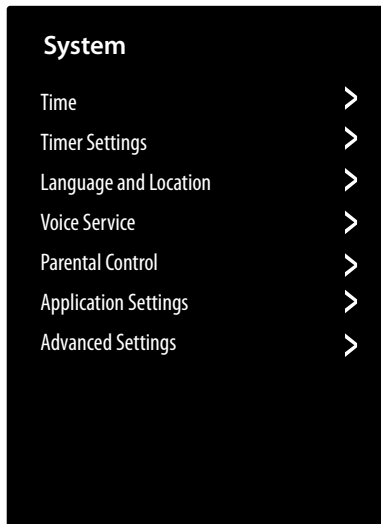 System
Time
Timer Settings
Language and Location
Voice Service
Parental Control
Application Settings
Advanced Settings